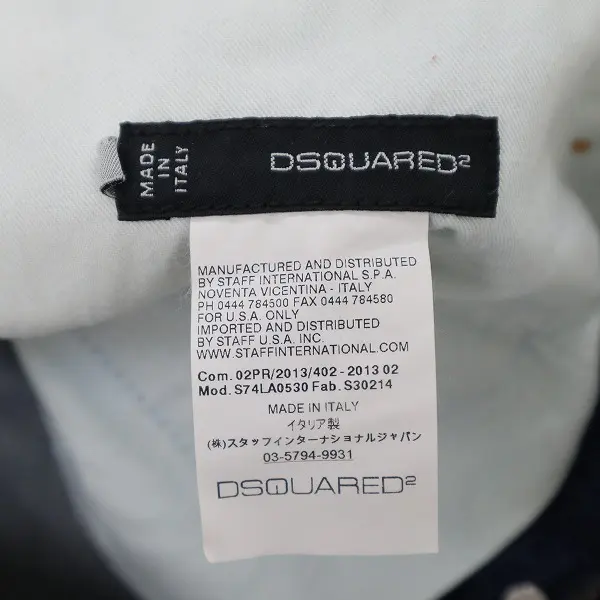 MADE
IN
ITALY
DSQUARED2
MANUFACTURED AND DISTRIBUTED
BY STAFF INTERNATIONAL S.P.A.
NOVENTA VICENTINA - ITALY
PH 0444 784500 FAX 0444 784580
FOR U.S.A. ONLY
IMPORTED AND DISTRIBUTED
BY STAFF U.S.A. INC.
WWW.STAFFINTERNATIONAL.COM
Com. 02PR/2013/402 - 2013 02
Mod. S74LA0530 Fab. S30214
MADE IN ITALY
イタリア製
(株)スタッフインターナショナルジャパン
03-5794-9931
DSQUARED2